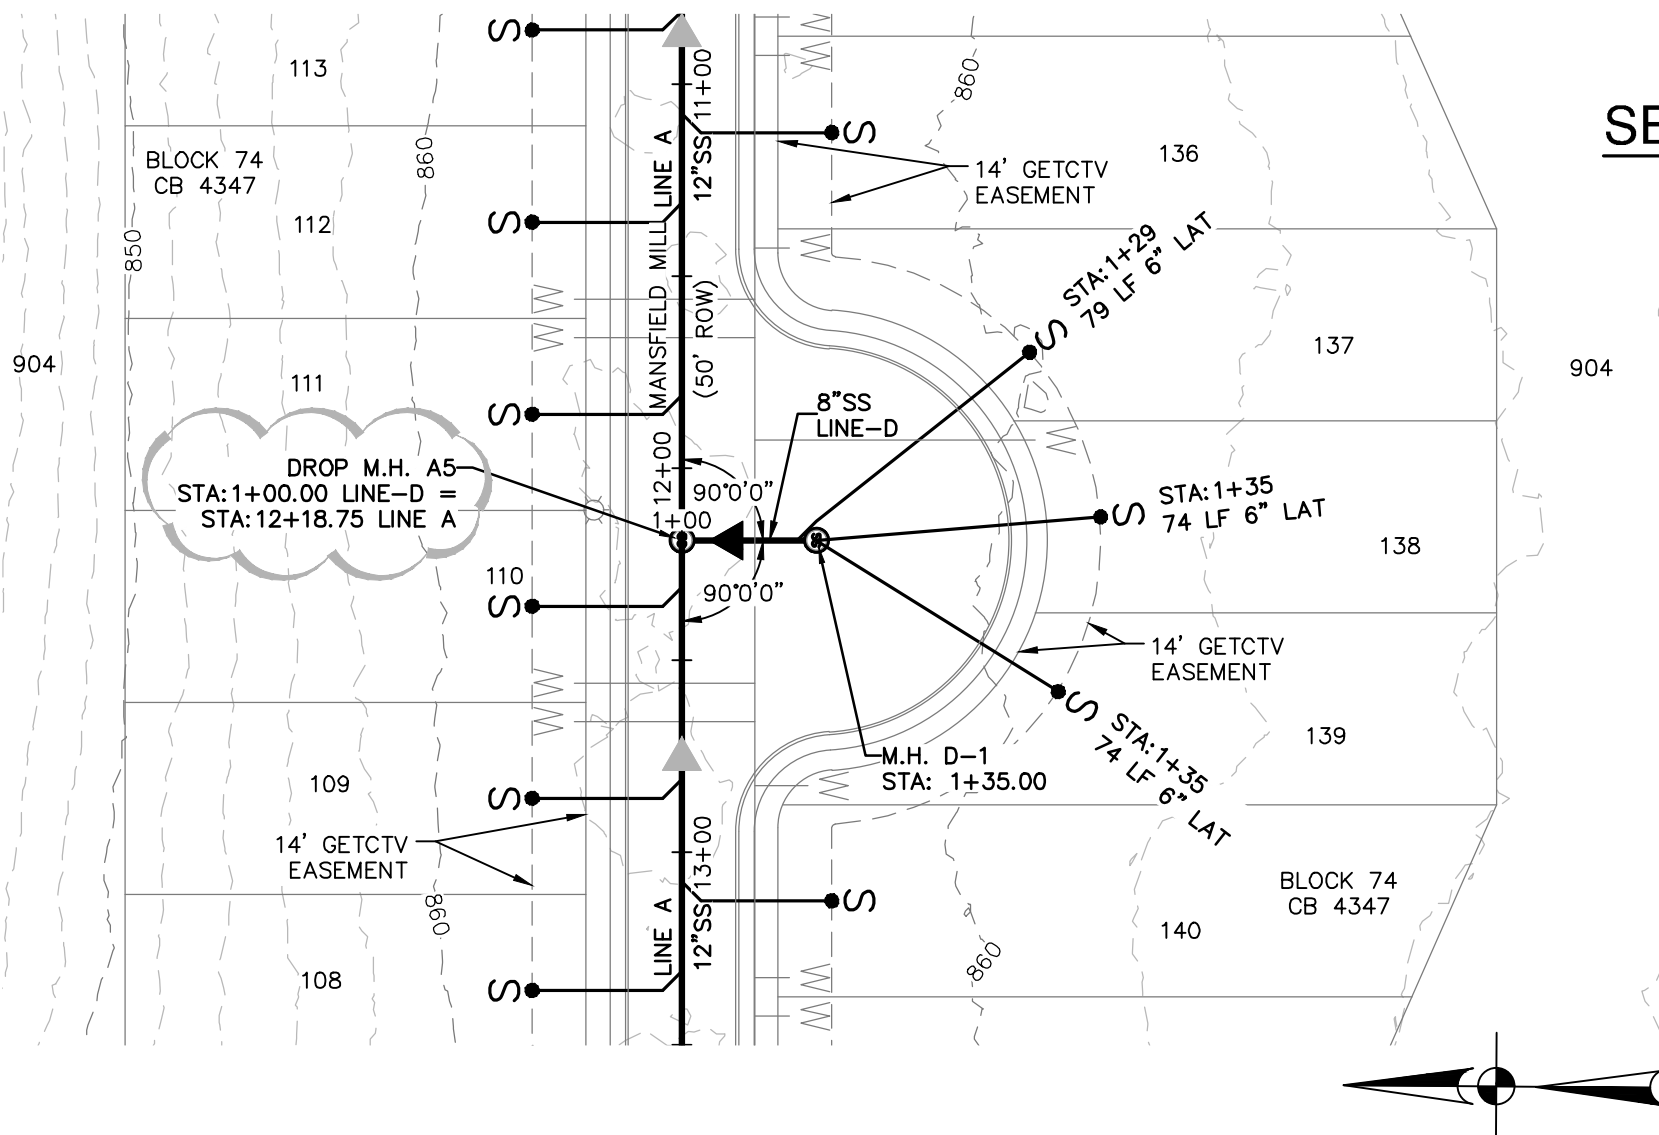 113
BLOCK 74
CB 4347
860
850
112
904
111
DROP M.H. A5
STA:1+00.00 LINE-D =
STA:12+18.75 LINE A
110
109
14' GETCTV
EASEMENT
860
108
S
S
S
S
S
S
11+00
LINE A
12"SS
MANSFIELD MILL
(50' ROW)
12+00
1+00
90°0'0"
90°0'0"
8"SS
LINE-D
13+00
LINE A
12"SS
S
860
14' GETCTV
EASEMENT
136
S
STA:1+29
79 LF 6" LAT
137
S
STA:1+35
74 LF 6" LAT
138
14' GETCTV
EASEMENT
S
STA:1+35
74 LF 6" LAT
139
M.H. D-1
STA: 1+35.00
S
BLOCK 74
CB 4347
140
860
904
SE